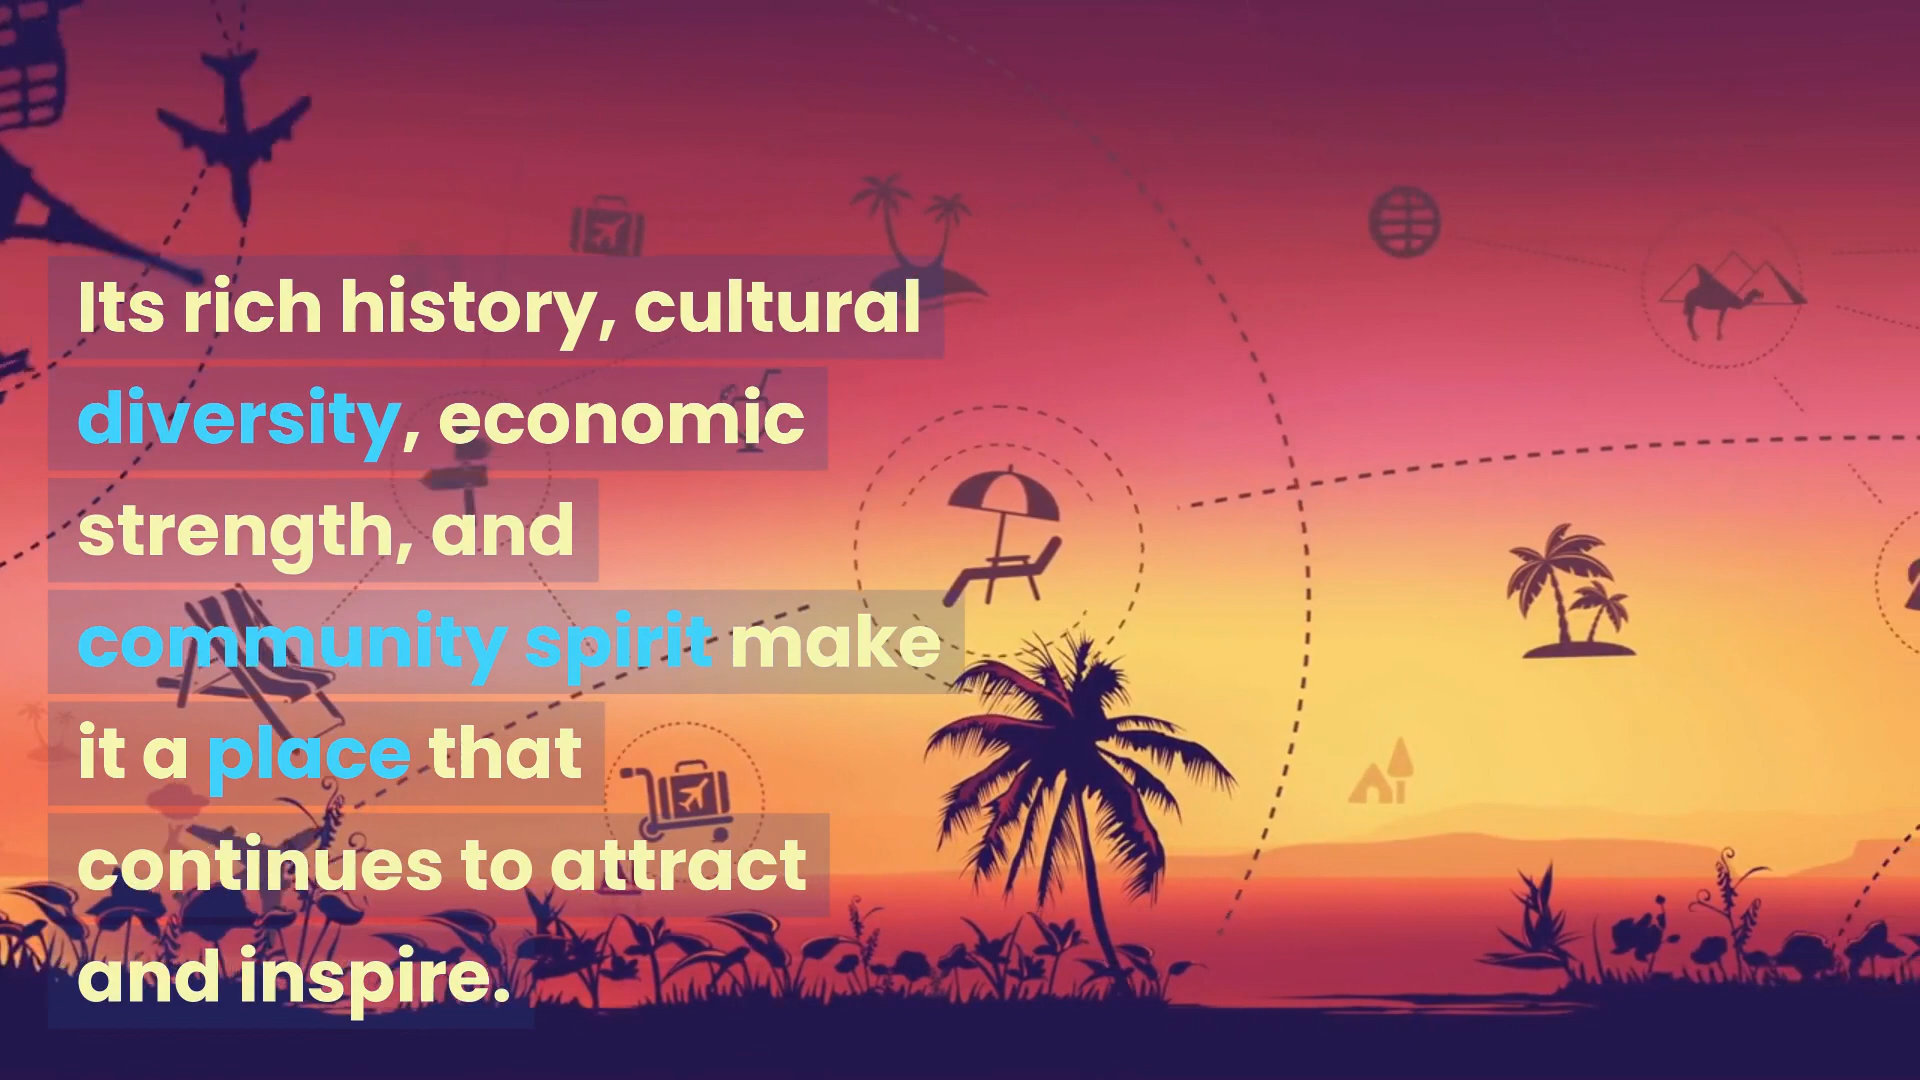 Its rich history, cultural
diversity, economic
strength, and
community spirit make
it a place that
continues to attract
and inspire.